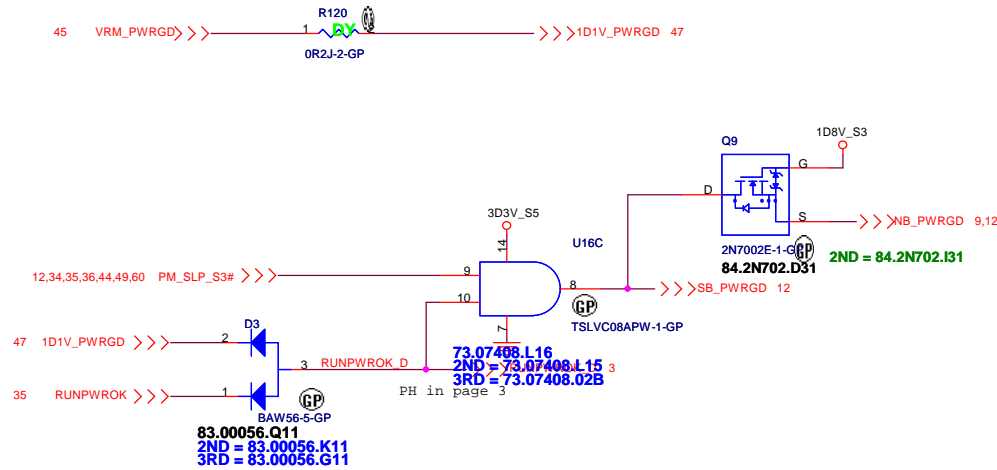 R120
45 VRM_PWRGD 1 DY 2 1D1V_PWRGD 47
0R2J-2-GP
1D8V_S3
Q9
G
D
S
NB_PWRGD 9,12
2N7002E-1-GP
GP
84.2N702.D31
2ND = 84.2N702.I31
3D3V_S5
14
U16C
12,34,35,36,44,49,60 PM_SLP_S3# 9
10
8
SB_PWRGD 12
GP
7
TSLVC08APW-1-GP
D3
47 1D1V_PWRGD 2
3 RUNPWROK_D
73.07408.L16
2ND = 73.07408.L15
3
3RD = 73.07408.02B
PH in page 3
35 RUNPWROK 1
GP
BAW56-5-GP
83.00056.Q11
2ND = 83.00056.K11
3RD = 83.00056.G11